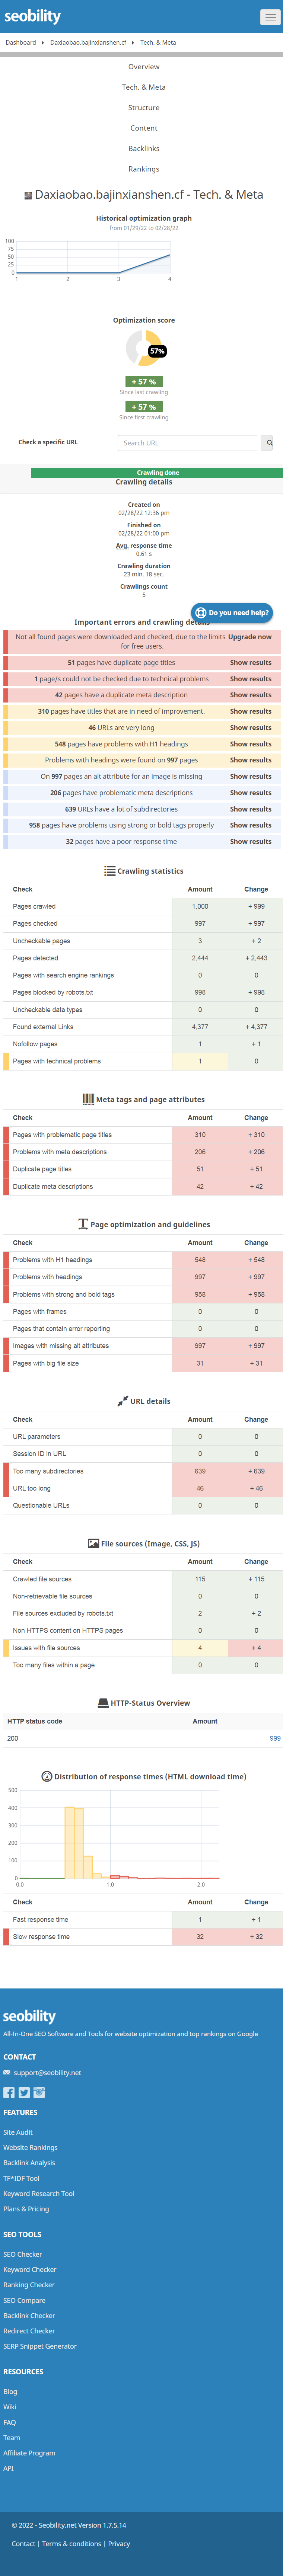 seobility
Dashboard Daxiaobao.bajinxianshen.cf Tech. & Meta
Overview
Tech. & Meta
Structure
Content
Backlinks
Rankings
Daxiaobao.bajinxianshen.cf - Tech. & Meta
Historical optimization graph
From 01/29/22 to 02/28/22
100
75
50
25
0
1 2 3 4
Optimization score
57%
+ 57 %
Since last crawling
+ 57 %
Since first crawling
Check a specific URL Search URL
Crawling done
Crawling details
Created on
02/28/22 12:36 pm
Finished on
02/28/22 01:00 pm
Avg. response time
0.61 s
Crawling duration
23 min. 18 sec.
Crawlings count
5
Do you need help?
Important errors and crawling details
Not all found pages were downloaded and checked, due to the limits Upgrade now
for free users.
51 pages have duplicate page titles Show results
1 page/s could not be checked due to technical problems Show results
42 pages have a duplicate meta description Show results
310 pages have titles that are in need of improvement. Show results
46 URLs are very long Show results
548 pages have problems with H1 headings Show results
Problems with headings were found on 997 pages Show results
On 997 pages an alt attribute for an image is missing Show results
206 pages have problematic meta descriptions Show results
639 URLs have a lot of subdirectories Show results
958 pages have problems using strong or bold tags properly Show results
32 pages have a poor response time Show results
Crawling statistics
Check Amount Change
Pages crawled 1,000 + 999
Pages checked 997 + 997
Uncheckable pages 3 + 2
Pages detected 2,444 + 2,443
Pages with search engine rankings 0 0
Pages blocked by robots.txt 998 + 998
Uncheckable data types 0 0
Found external Links 4,377 + 4,377
Nofollow pages 1 + 1
Pages with technical problems 1 0
Meta tags and page attributes
Check Amount Change
Pages with problematic page titles 310 + 310
Problems with meta descriptions 206 + 206
Duplicate page titles 51 + 51
Duplicate meta descriptions 42 + 42
Page optimization and guidelines
Check Amount Change
Problems with H1 headings 548 + 548
Problems with headings 997 + 997
Problems with strong and bold tags 958 + 958
Pages with frames 0 0
Pages that contain error reporting 0 0
Images with missing alt attributes 997 + 997
Pages with big file size 31 + 31
URL details
Check Amount Change
URL parameters 0 0
Session ID in URL 0 0
Too many subdirectories 639 + 639
URL too long 46 + 46
Questionable URLs 0 0
File sources (Image, CSS, JS)
Check Amount Change
Crawled file sources 115 + 115
Non-retrievable file sources 0 0
File sources excluded by robots.txt 2 + 2
Non HTTPS content on HTTPS pages 0 0
Issues with file sources 4 + 4
Too many files within a page 0 0
HTTP-Status Overview
HTTP status code Amount
200 999
Distribution of response times (HTML download time)
500
400
300
200
100
0
0.0 1.0 2.0
Check Amount Change
Fast response time 1 + 1
Slow response time 32 + 32
seobility
All-In-One SEO Software and Tools for website optimization and top rankings on Google
CONTACT
support@seobility.net
FEATURES
Site Audit
Website Rankings
Backlink Analysis
TF*IDF Tool
Keyword Research Tool
Plans & Pricing
SEO TOOLS
SEO Checker
Keyword Checker
Ranking Checker
SEO Compare
Backlink Checker
Redirect Checker
SERP Snippet Generator
RESOURCES
Blog
Wiki
FAQ
Team
Affiliate Program
API
© 2022 - Seobility.net Version 1.7.5.14
Contact | Terms & conditions | Privacy